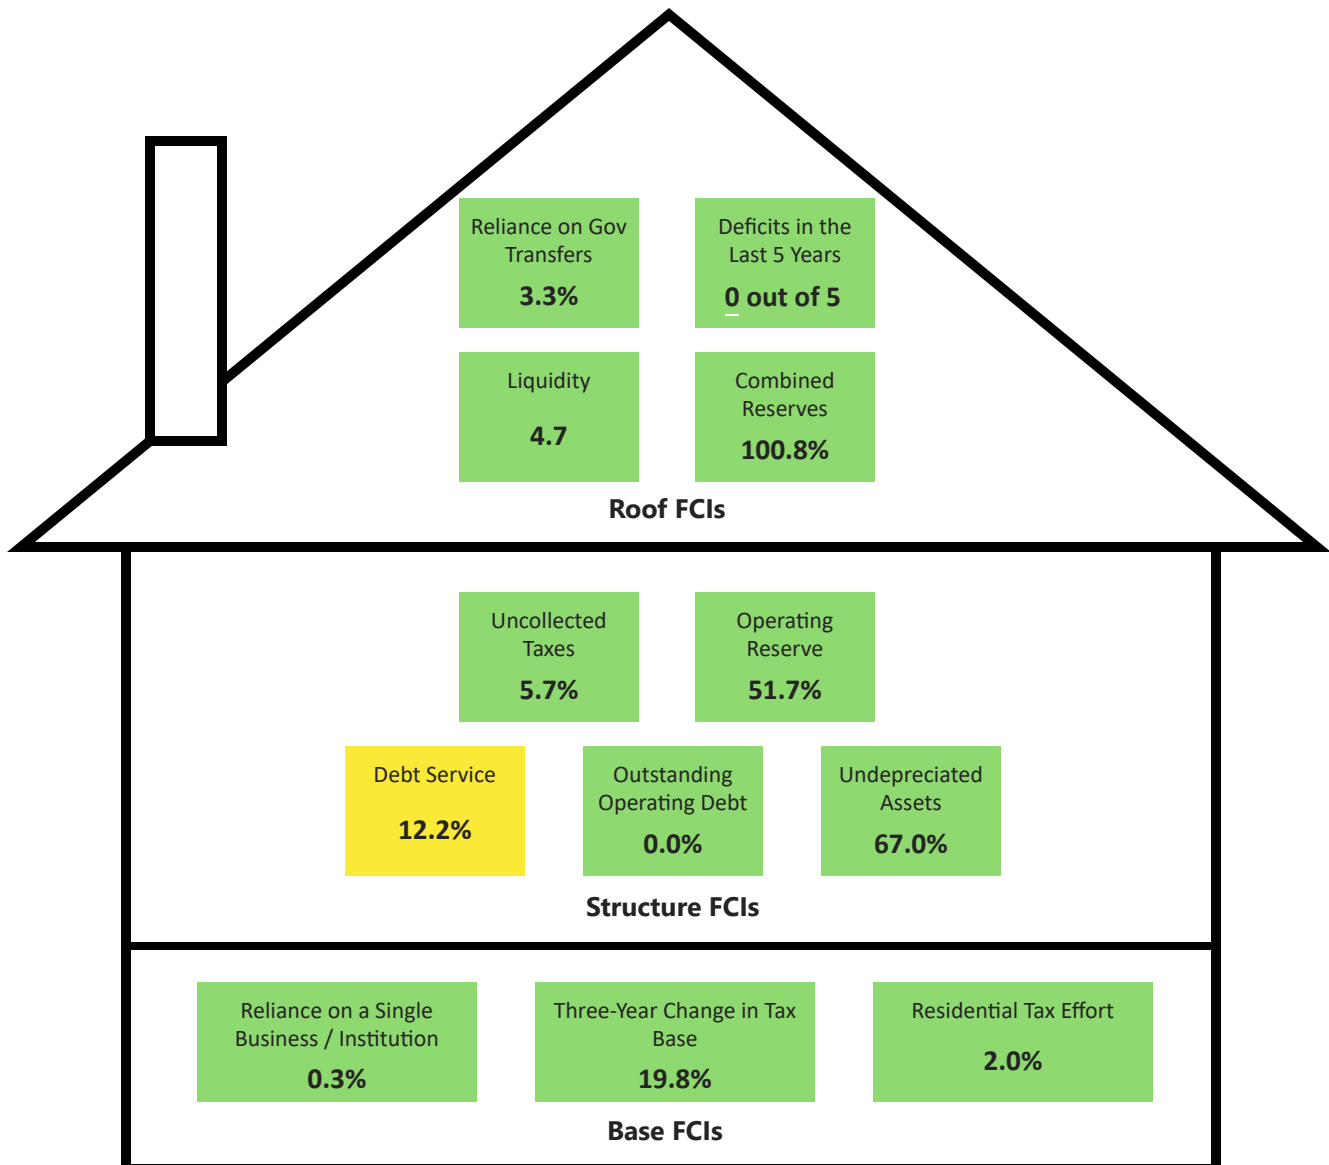 Reliance on Gov
Transfers
3.3%
Deficits in the
Last 5 Years
0 out of 5
Liquidity
4.7
Combined
Reserves
100.8%
Roof FCIs
Uncollected
Taxes
5.7%
Operating
Reserve
51.7%
Debt Service
12.2%
Outstanding
Operating Debt
0.0%
Undepreciated
Assets
67.0%
Structure FCIs
Reliance on a Single
Business / Institution
0.3%
Three-Year Change in Tax
Base
19.8%
Residential Tax Effort
2.0%
Base FCIs